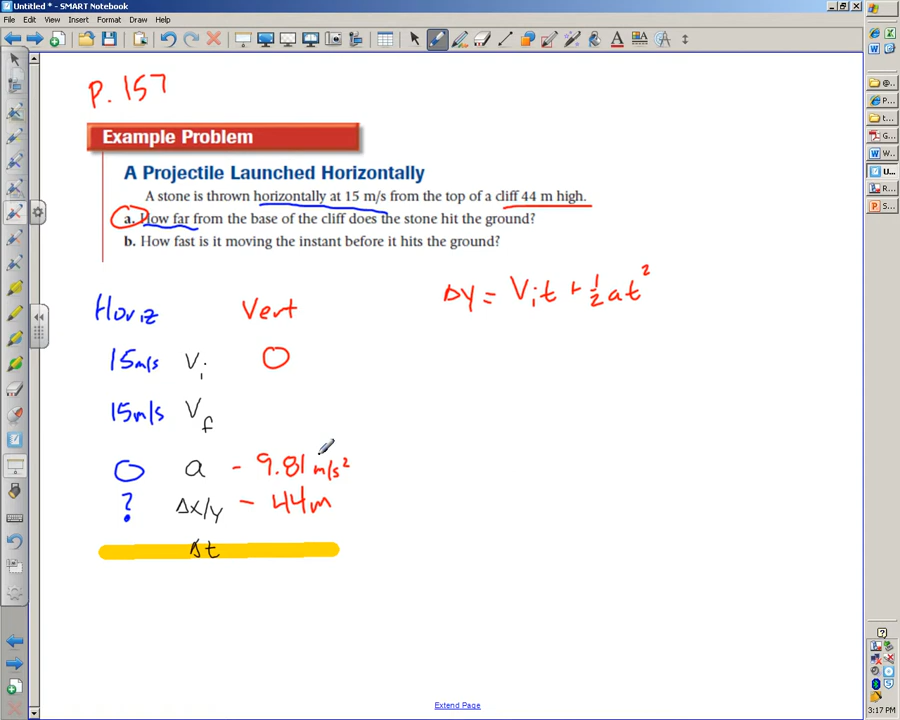 Untitled * - SMART Notebook
File Edit View Insert Format Draw Help
P. 157
Example Problem
A Projectile Launched Horizontally
A stone is thrown horizontally at 15 m/s from the top of a cliff 44 m high.
a. How far from the base of the cliff does the stone hit the ground?
b. How fast is it moving the instant before it hits the ground?
Δy = Vit + ½at²
Horiz Vert
15m/s Vi 0
15m/s Vf
0 a - 9.81 m/s²
? Δx/y - 44m
Δt
Extend Page
3:17 PM